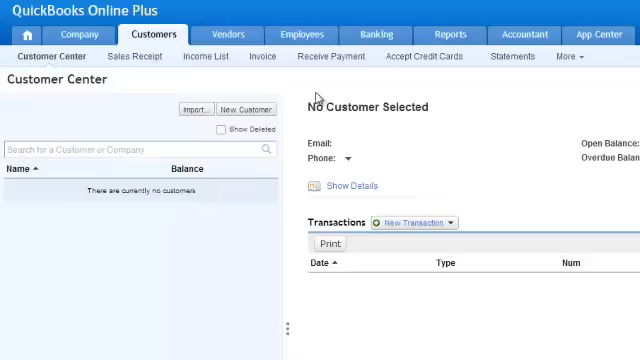 QuickBooks Online Plus
Company Customers Vendors Employees Banking Reports Accountant App Center
Customer Center Sales Receipt Income List Invoice Receive Payment Accept Credit Cards Statements More
Customer Center
Import... New Customer
Show Deleted
Search for a Customer or Company
Name Balance
There are currently no customers
No Customer Selected
Email: Open Balance:
Phone: Overdue Balan
Show Details
Transactions New Transaction
Print
Date Type Num